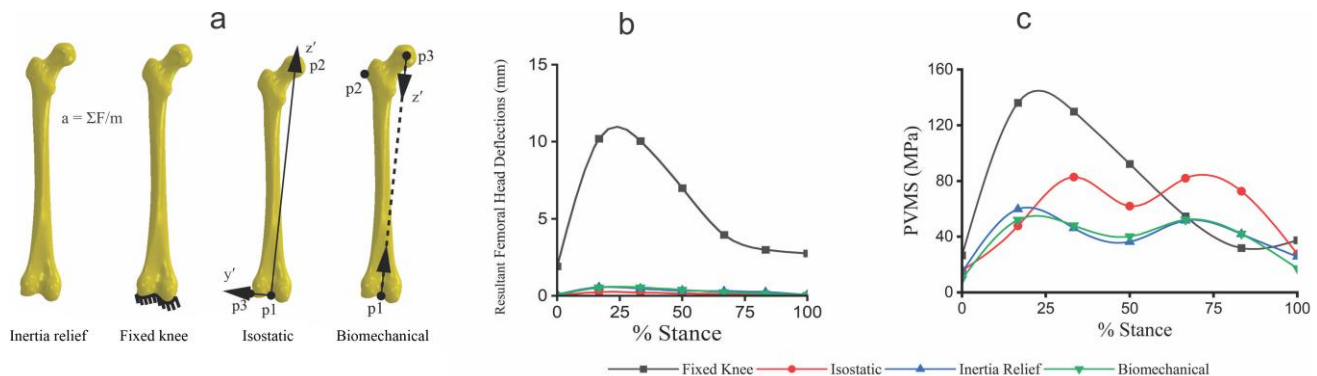 a
z′
p2
a = ΣF/m
y′
p3
p1
p3
p2
z′
p1
Inertia relief
Fixed knee
Isostatic
Biomechanical
b
Resultant Femoral Head Deflections (mm)
15
10
5
0
0
25
50
75
100
% Stance
c
PVMS (MPa)
160
120
80
40
0
0
25
50
75
100
% Stance
Fixed Knee
Isostatic
Inertia Relief
Biomechanical